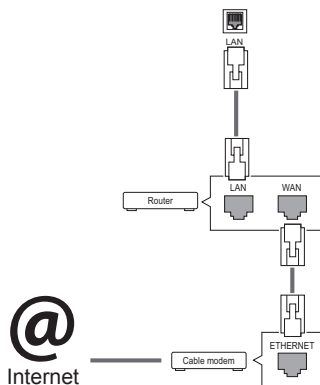 LAN
LAN WAN
Router
ETHERNET
@
Cable modem
Internet